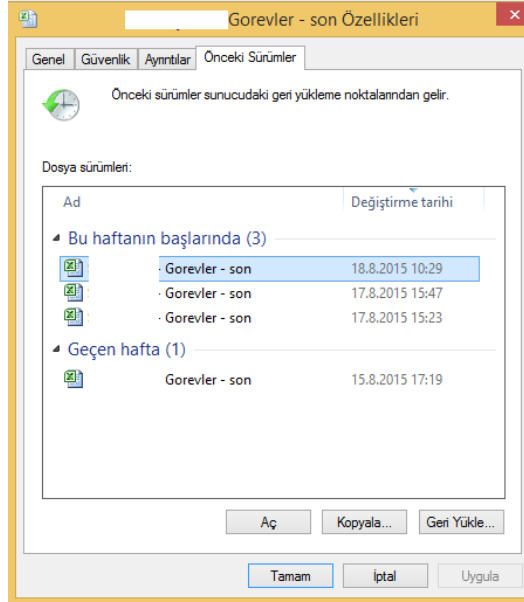 Gorevler - son Özellikleri
Genel Güvenlik Ayrıntılar Önceki Sürümler
Önceki sürümler sunucudaki geri yükleme noktalarından gelir.
Dosya sürümleri:
Ad Değiştirme tarihi
Bu haftanın başlarında (3)
- Gorevler - son 18.8.2015 10:29
- Gorevler - son 17.8.2015 15:47
- Gorevler - son 17.8.2015 15:23
Geçen hafta (1)
Gorevler - son 15.8.2015 17:19
Aç Kopyala... Geri Yükle...
Tamam İptal Uygula